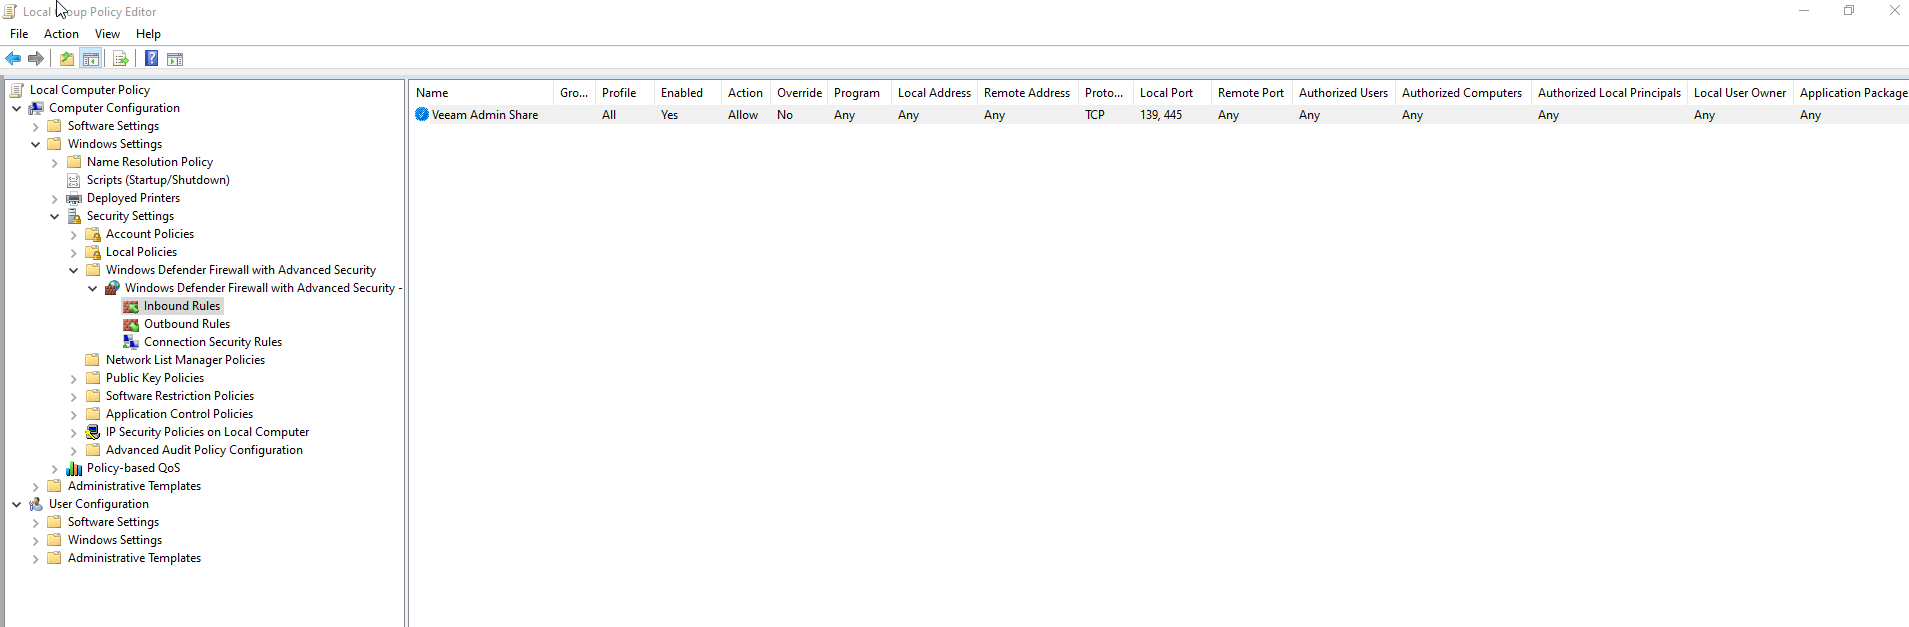 Local Group Policy Editor
File Action View Help
Local Computer Policy
Computer Configuration
Software Settings
Windows Settings
Name Resolution Policy
Scripts (Startup/Shutdown)
Deployed Printers
Security Settings
Account Policies
Local Policies
Windows Defender Firewall with Advanced Security
Windows Defender Firewall with Advanced Security -
Inbound Rules
Outbound Rules
Connection Security Rules
Network List Manager Policies
Public Key Policies
Software Restriction Policies
Application Control Policies
IP Security Policies on Local Computer
Advanced Audit Policy Configuration
Policy-based QoS
Administrative Templates
User Configuration
Software Settings
Windows Settings
Administrative Templates
Name Gro... Profile Enabled Action Override Program Local Address Remote Address Proto... Local Port Remote Port Authorized Users Authorized Computers Authorized Local Principals Local User Owner Application Package
Veeam Admin Share All Yes Allow No Any Any Any TCP 139, 445 Any Any Any Any Any Any